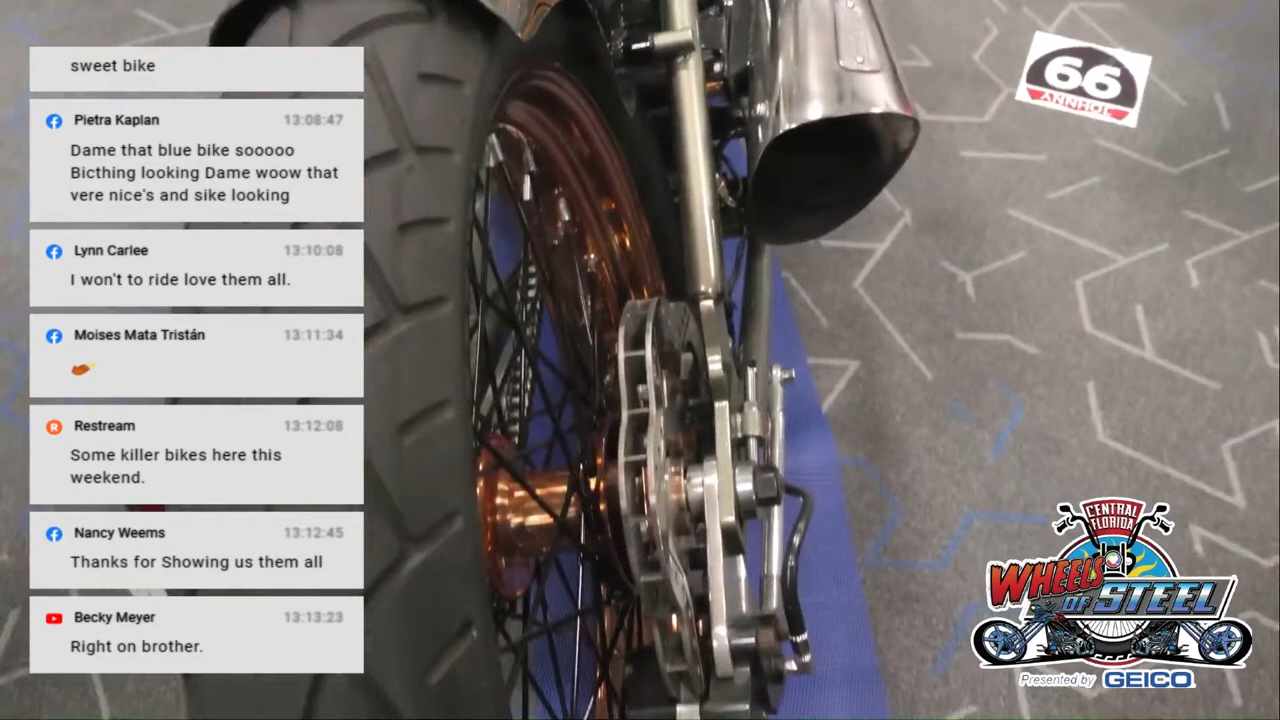 sweet bike
Pietra Kaplan 13:08:47
Dame that blue bike sooooo
Bicthing looking Dame woow that
vere nice's and sike looking
Lynn Carlee 13:10:08
I won't to ride love them all.
Moises Mata Tristán 13:11:34
Restream 13:12:08
Some killer bikes here this
weekend.
Nancy Weems 13:12:45
Thanks for Showing us them all
Becky Meyer 13:13:23
Right on brother.
66
CENTRAL
FLORIDA
WHEELS
OF STEEL
Presented by GEICO